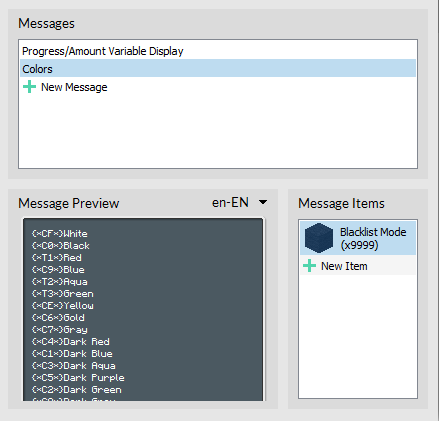 Messages
Progress/Amount Variable Display
Colors
New Message
Message Preview
en-EN
{*CF*}White
{*C0*}Black
{*T1*}Red
{*C9*}Blue
{*T2*}Aqua
{*T3*}Green
{*CE*}Yellow
{*C6*}Gold
{*C7*}Gray
{*C4*}Dark Red
{*C1*}Dark Blue
{*C3*}Dark Aqua
{*C5*}Dark Purple
{*C2*}Dark Green
Message Items
Blacklist Mode
(x9999)
New Item